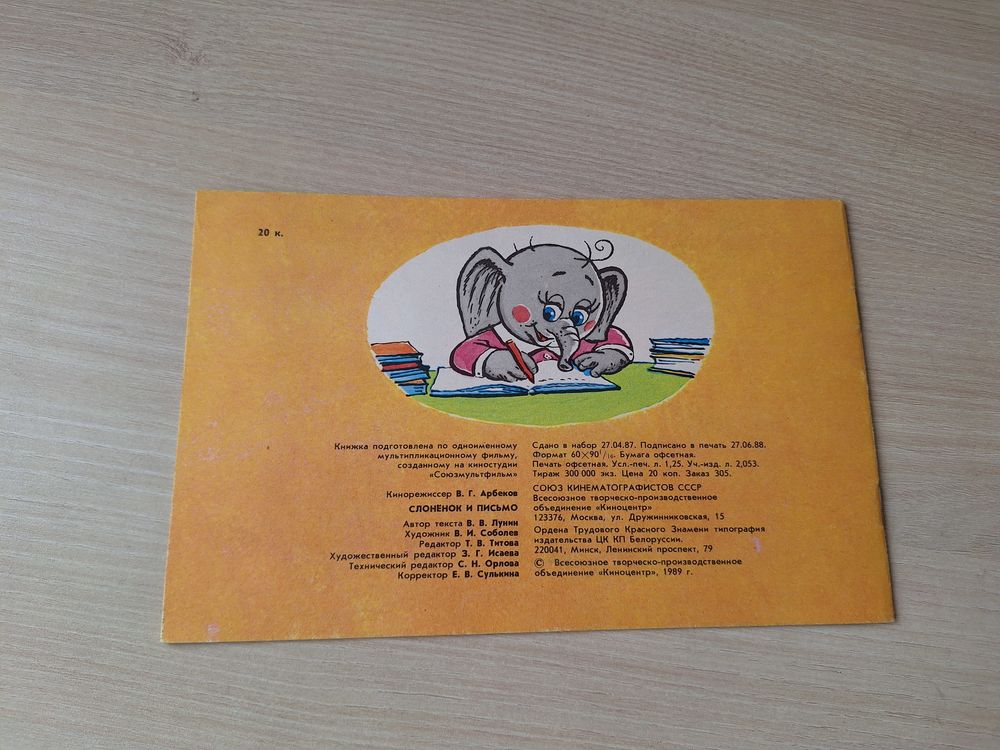 20 к.
Книжка подготовлена по одноименному
мультипликационному фильму,
созданному на киностудии
«Союзмультфильм»
Кинорежиссер В. Г. Арбеков
СЛОНЕНОК И ПИСЬМО
Автор текста В. В. Лунин
Художник В. И. Соболев
Редактор Т. В. Титова
Художественный редактор З. Г. Исаева
Технический редактор С. Н. Орлова
Корректор Е. В. Сулькина
Сдано в набор 27.04.87. Подписано в печать 27.06.88.
Формат 60×90¹/₁₆. Бумага офсетная.
Печать офсетная. Усл.-печ. л. 1,25. Уч.-изд. л. 2,053.
Тираж 300 000 экз. Цена 20 коп. Заказ 305.
СОЮЗ КИНЕМАТОГРАФИСТОВ СССР
Всесоюзное творческо-производственное
объединение «Киноцентр»
123376, Москва, ул. Дружинниковская, 15
Ордена Трудового Красного Знамени типография
издательства ЦК КП Белоруссии.
220041, Минск, Ленинский проспект, 79
© Всесоюзное творческо-производственное
объединение «Киноцентр», 1989 г.